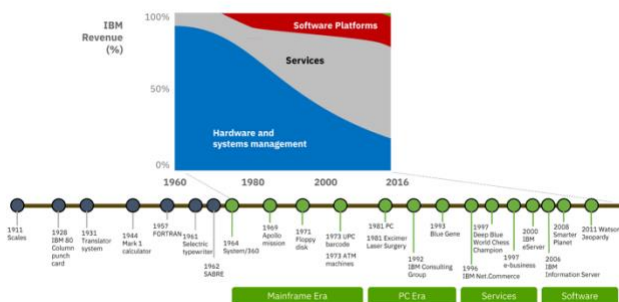 IBM
Revenue
(%)
100%
50%
0%
Software Platforms
Services
Hardware and
systems management
1960
1980
2000
2016
1911
Scales
1928
IBM 80
Column
punch
card
1931
Translator
system
1944
Mark 1
calculator
1957
FORTRAN
1961
Selectric
typewriter
1962
SABRE
1964
System/360
1969
Apollo
mission
1971
Floppy
disk
1973 UPC
barcode
1973 ATM
machines
1981 PC
1981 Excimer
Laser Surgery
1992
IBM Consulting
Group
1993
Blue Gene
1996
IBM Net.Commerce
1997
Deep Blue
World Chess
Champion
1997
e-business
2000
IBM
eServer
2006
IBM
Information Server
2008
Smarter
Planet
2011 Watson
Jeopardy
Mainframe Era
PC Era
Services
Software